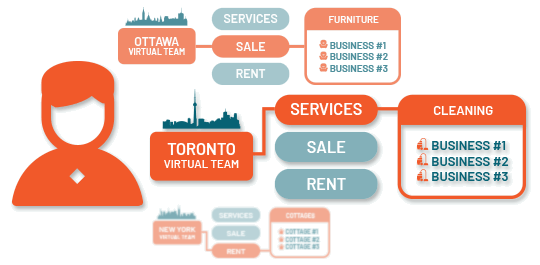 SERVICES
FURNITURE
OTTAWA
VIRTUAL TEAM
SALE
BUSINESS #1
BUSINESS #2
BUSINESS #3
RENT
TORONTO
VIRTUAL TEAM
SERVICES
SALE
RENT
CLEANING
BUSINESS #1
BUSINESS #2
BUSINESS #3
NEW YORK
VIRTUAL TEAM
SERVICES
SALE
RENT
COTTAGES
COTTAGE #1
COTTAGE #2
COTTAGE #3